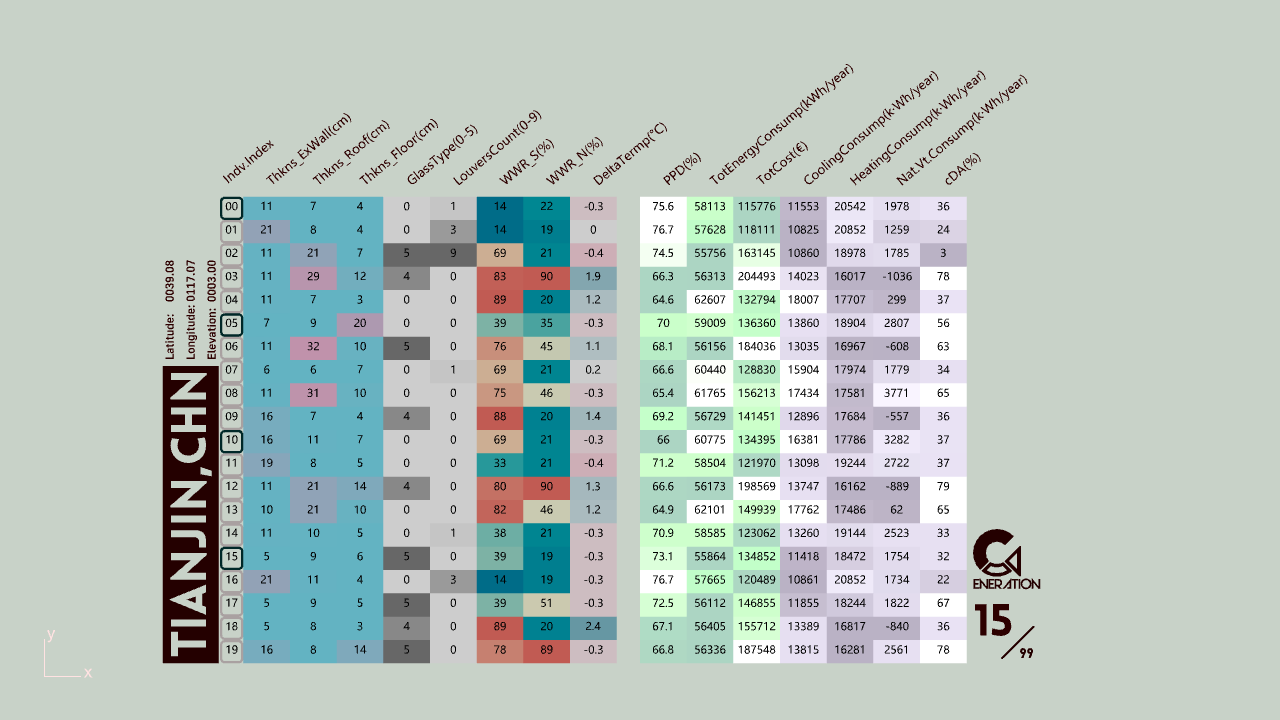 Indv.Index Thkns_ExWall(cm) Thkns_Roof(cm) Thkns_Floor(cm) GlassType(0-5) LouversCount(0-9) WWR_S(%) WWR_N(%) DeltaTermp(°C) PPD(%) TotEnergyConsump(kWh/year) TotCost(€) CoolingConsump(k·Wh/year) HeatingConsump(k·Wh/year) Nat.Vt.Consump(k·Wh/year) cDA(%)
00 11 7 4 0 1 14 22 -0.3 75.6 58113 115776 11553 20542 1978 36
01 21 8 4 0 3 14 19 0 76.7 57628 118111 10825 20852 1259 24
02 11 21 7 5 9 69 21 -0.4 74.5 55756 163145 10860 18978 1785 3
03 11 29 12 4 0 83 90 1.9 66.3 56313 204493 14023 16017 -1036 78
04 11 7 3 0 0 89 20 1.2 64.6 62607 132794 18007 17707 299 37
05 7 9 20 0 0 39 35 -0.3 70 59009 136360 13860 18904 2807 56
06 11 32 10 5 0 76 45 1.1 68.1 56156 184036 13035 16967 -608 63
07 6 6 7 0 1 69 21 0.2 66.6 60440 128830 15904 17974 1779 34
08 11 31 10 0 0 75 46 -0.3 65.4 61765 156213 17434 17581 3771 65
09 16 7 4 4 0 88 20 1.4 69.2 56729 141451 12896 17684 -557 36
10 16 11 7 0 0 69 21 -0.3 66 60775 134395 16381 17786 3282 37
11 19 8 5 0 0 33 21 -0.4 71.2 58504 121970 13098 19244 2722 37
12 11 21 14 4 0 80 90 1.3 66.6 56173 198569 13747 16162 -889 79
13 10 21 10 0 0 82 46 1.2 64.9 62101 149939 17762 17486 62 65
14 11 10 5 0 1 38 21 -0.3 70.9 58585 123062 13260 19144 2523 33
15 5 9 6 5 0 39 19 -0.3 73.1 55864 134852 11418 18472 1754 32
16 21 11 4 0 3 14 19 -0.3 76.7 57665 120489 10861 20852 1734 22
17 5 9 5 5 0 39 51 -0.3 72.5 56112 146855 11855 18244 1822 67
18 5 8 3 4 0 89 20 2.4 67.1 56405 155712 13389 16817 -840 36
19 16 8 14 5 0 78 89 -0.3 66.8 56336 187548 13815 16281 2561 78
Latitude: 0039.08
Longitude: 0117.07
Elevation: 0003.00
TIANJIN,CHN
GENERATION
15/99
y
x